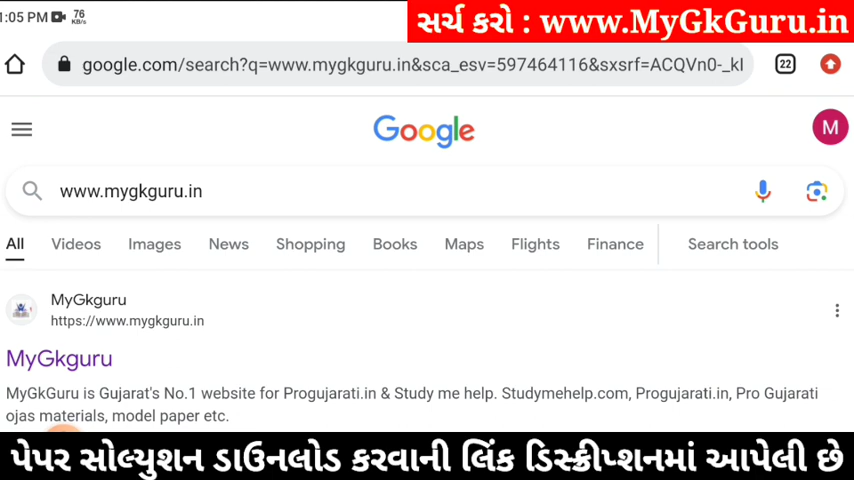 1:05 PM
76
KB/s
સર્ચ કરો : www.MyGkGuru.in
google.com/search?q=www.mygkguru.in&sca_esv=597464116&sxsrf=ACQVn0-_kI
22
Google
M
www.mygkguru.in
All Videos Images News Shopping Books Maps Flights Finance Search tools
MyGkguru
https://www.mygkguru.in
MyGkguru
MyGkGuru is Gujarat's No.1 website for Progujarati.in & Study me help. Studymehelp.com, Progujarati.in, Pro Gujarati
ojas materials, model paper etc.
પેપર સોલ્યુશન ડાઉનલોડ કરવાની લિંક ડિસ્ક્રીપ્શનમાં આપેલી છે